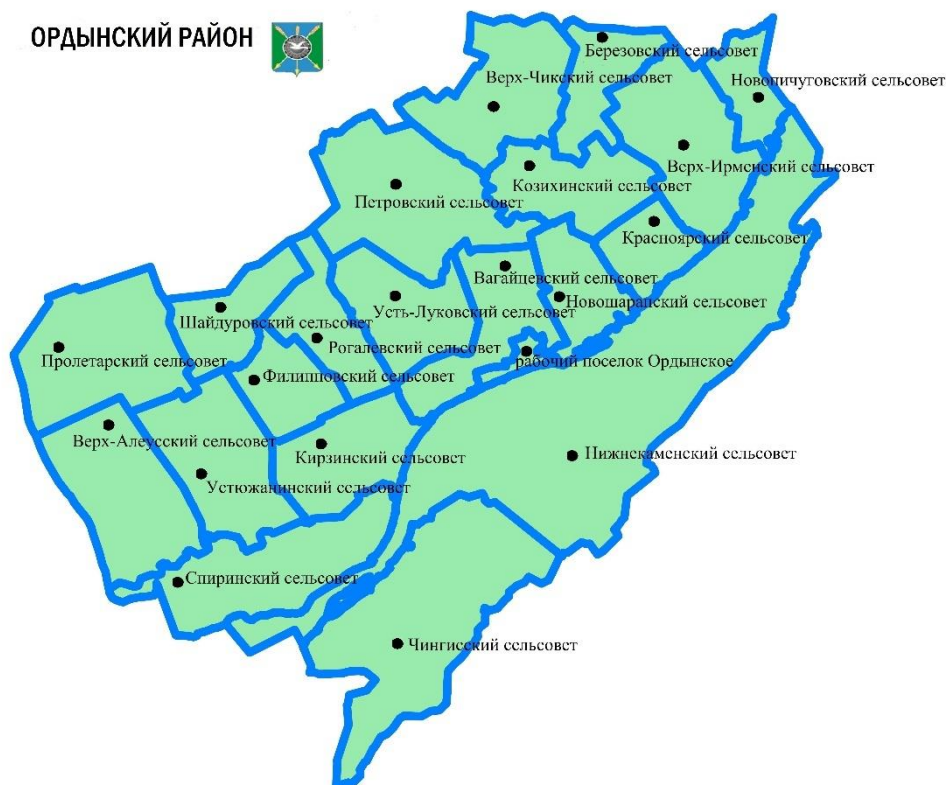 ОРДЫНСКИЙ РАЙОН
Березовский сельсовет
Верх-Чикский сельсовет
Новопичуговский сельсовет
Верх-Ирменский сельсовет
Козихинский сельсовет
Петровский сельсовет
Красноярский сельсовет
Вагайцевский сельсовет
Новошарапский сельсовет
Усть-Луковский сельсовет
Шайдуровский сельсовет
Рогалевский сельсовет
Пролетарский сельсовет
рабочий поселок Ордынское
Филипповский сельсовет
Верх-Алеусский сельсовет
Кирзинский сельсовет
Нижнекаменский сельсовет
Устюжанинский сельсовет
Спиринский сельсовет
Чингисский сельсовет